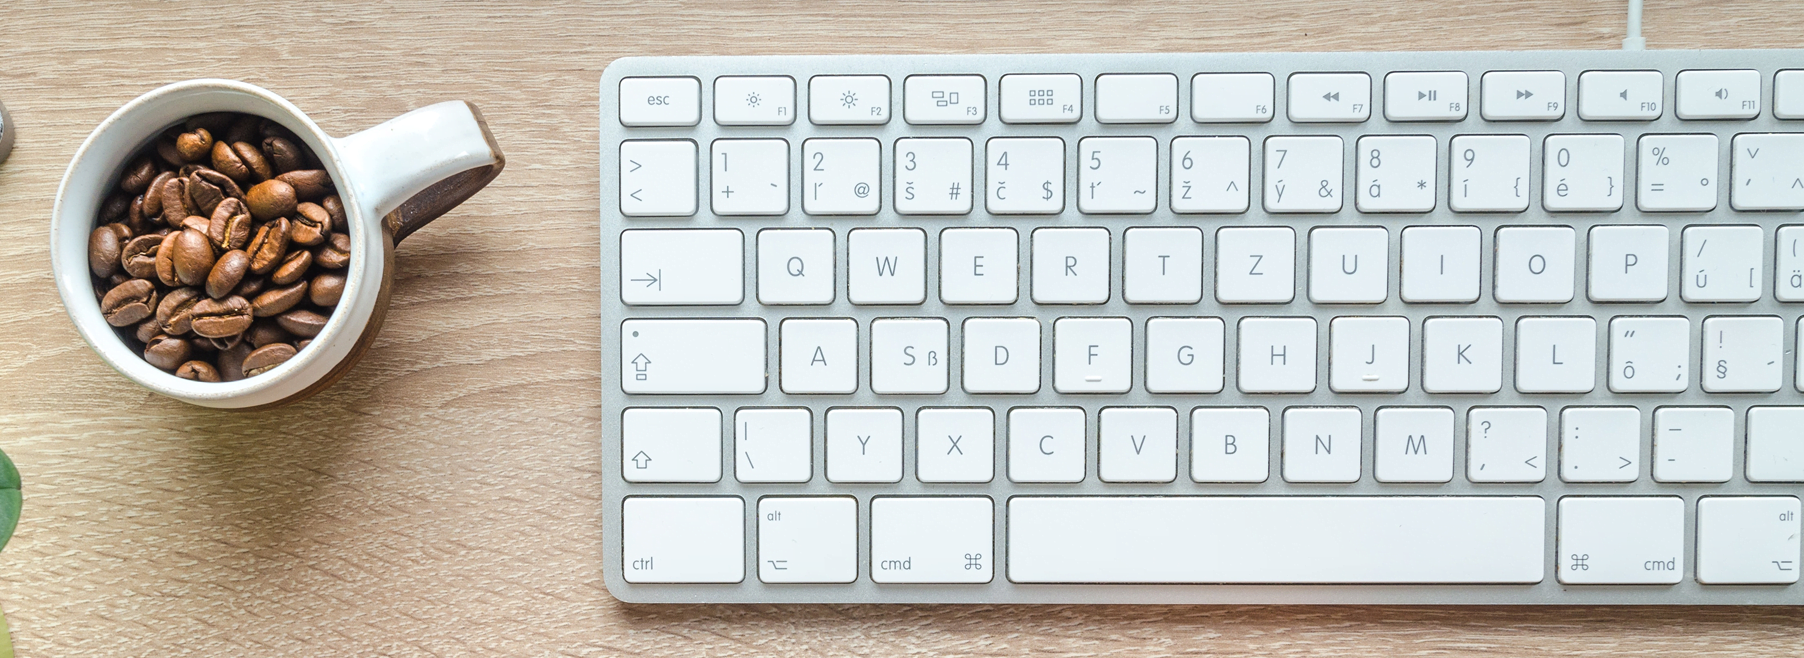 esc F1 F2 F3 F4 F5 F6 F7 F8 F9 F10 F11
> 1 2 3 4 5 6 7 8 9 0 % ˇ
< + ` ľ @ š # č $ ť ~ ž ^ ý & á * í { é } = ° ´ ^
Q W E R T Z U I O P / (
ú [ ä
A S ß D F G H J K L “ !
ô ; § -
| Y X C V B N M ? : –
\ , < . > -
alt alt
ctrl cmd ⌘ ⌘ cmd